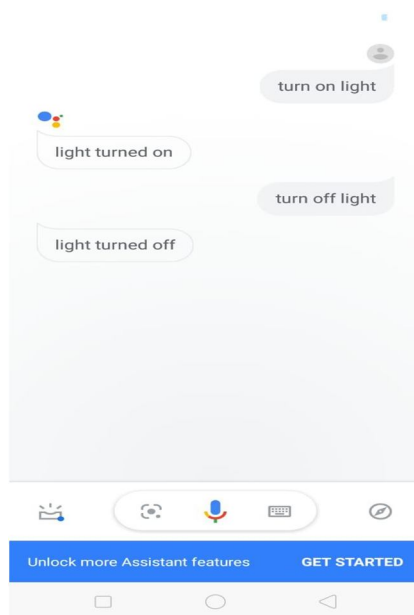 turn on light
light turned on
turn off light
light turned off
Unlock more Assistant features GET STARTED